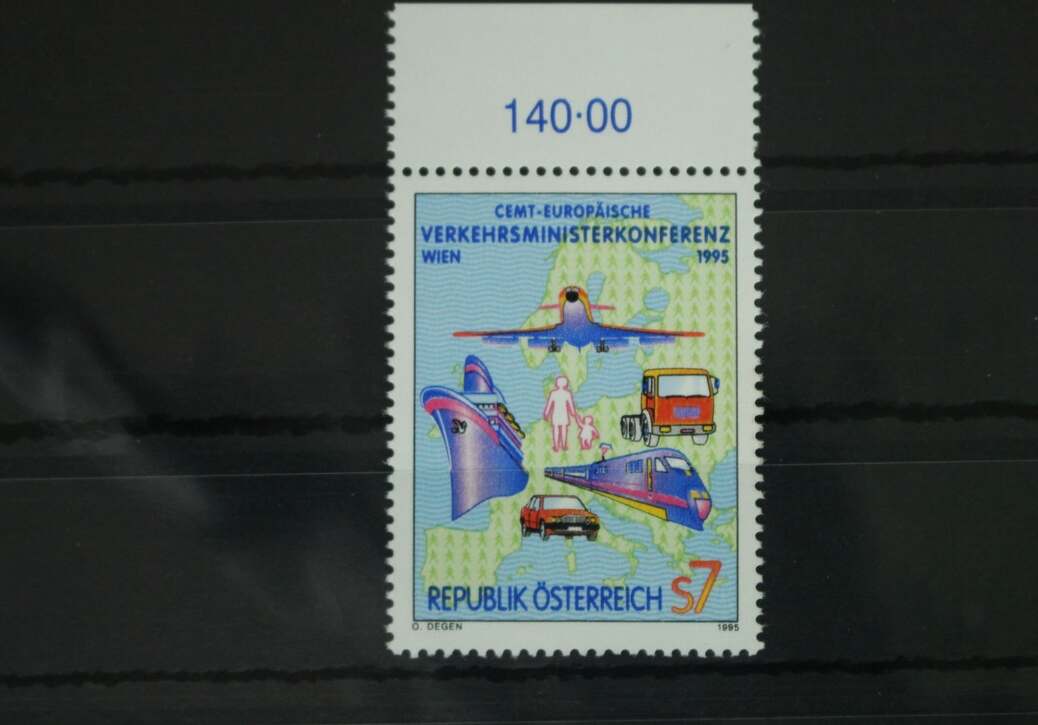 140·00
CEMT-EUROPÄISCHE
VERKEHRSMINISTERKONFERENZ
WIEN 1995
REPUBLIK ÖSTERREICH S7
O. DEGEN 1995